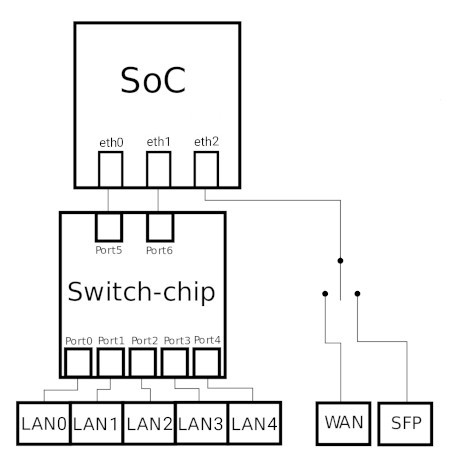 SoC
eth0 eth1 eth2
Port5 Port6
Switch-chip
Port0 Port1 Port2 Port3 Port4
LAN0 LAN1 LAN2 LAN3 LAN4 WAN SFP